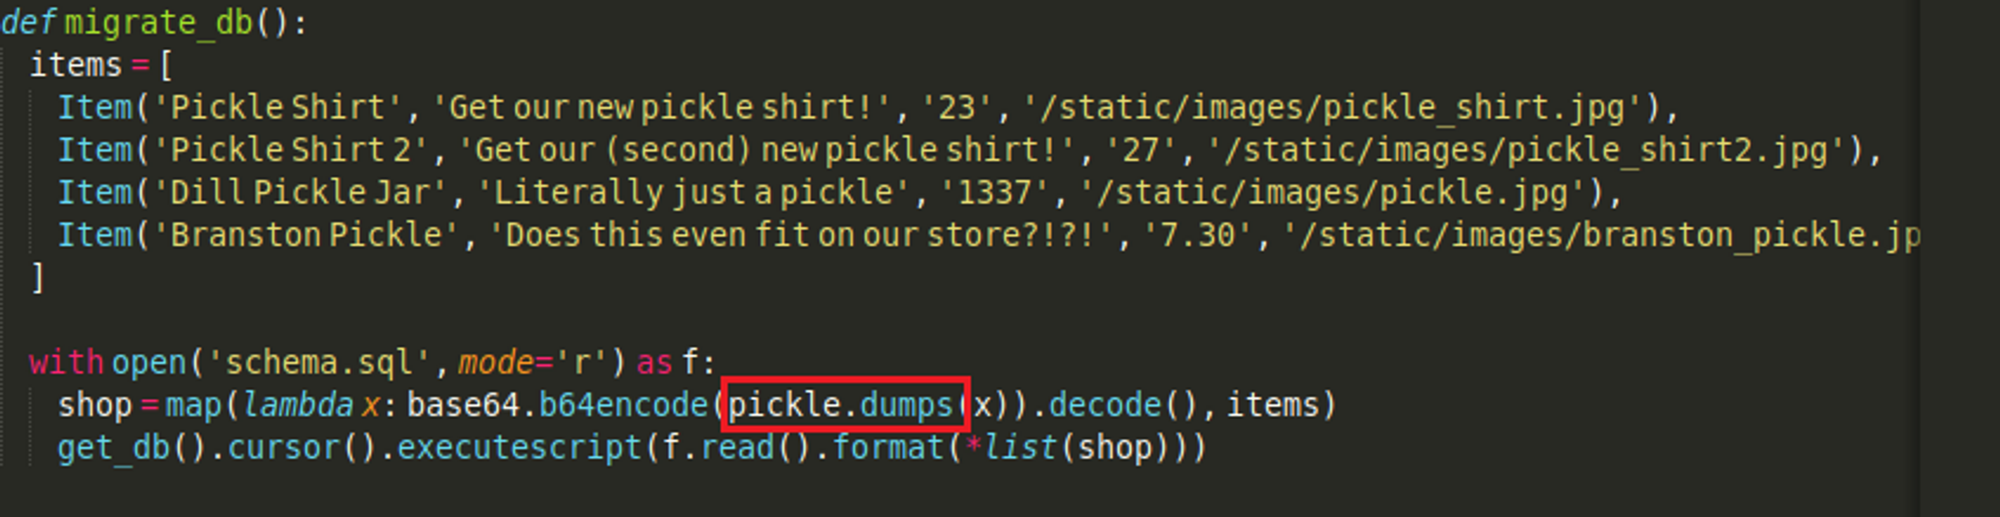 def migrate_db():
items = [
Item('Pickle Shirt', 'Get our new pickle shirt!', '23', '/static/images/pickle_shirt.jpg'),
Item('Pickle Shirt 2', 'Get our (second) new pickle shirt!', '27', '/static/images/pickle_shirt2.jpg'),
Item('Dill Pickle Jar', 'Literally just a pickle', '1337', '/static/images/pickle.jpg'),
Item('Branston Pickle', 'Does this even fit on our store?!?!', '7.30', '/static/images/branston_pickle.jp
]
with open('schema.sql', mode='r') as f:
shop = map(lambda x: base64.b64encode(pickle.dumps(x)).decode(), items)
get_db().cursor().executescript(f.read().format(*list(shop)))